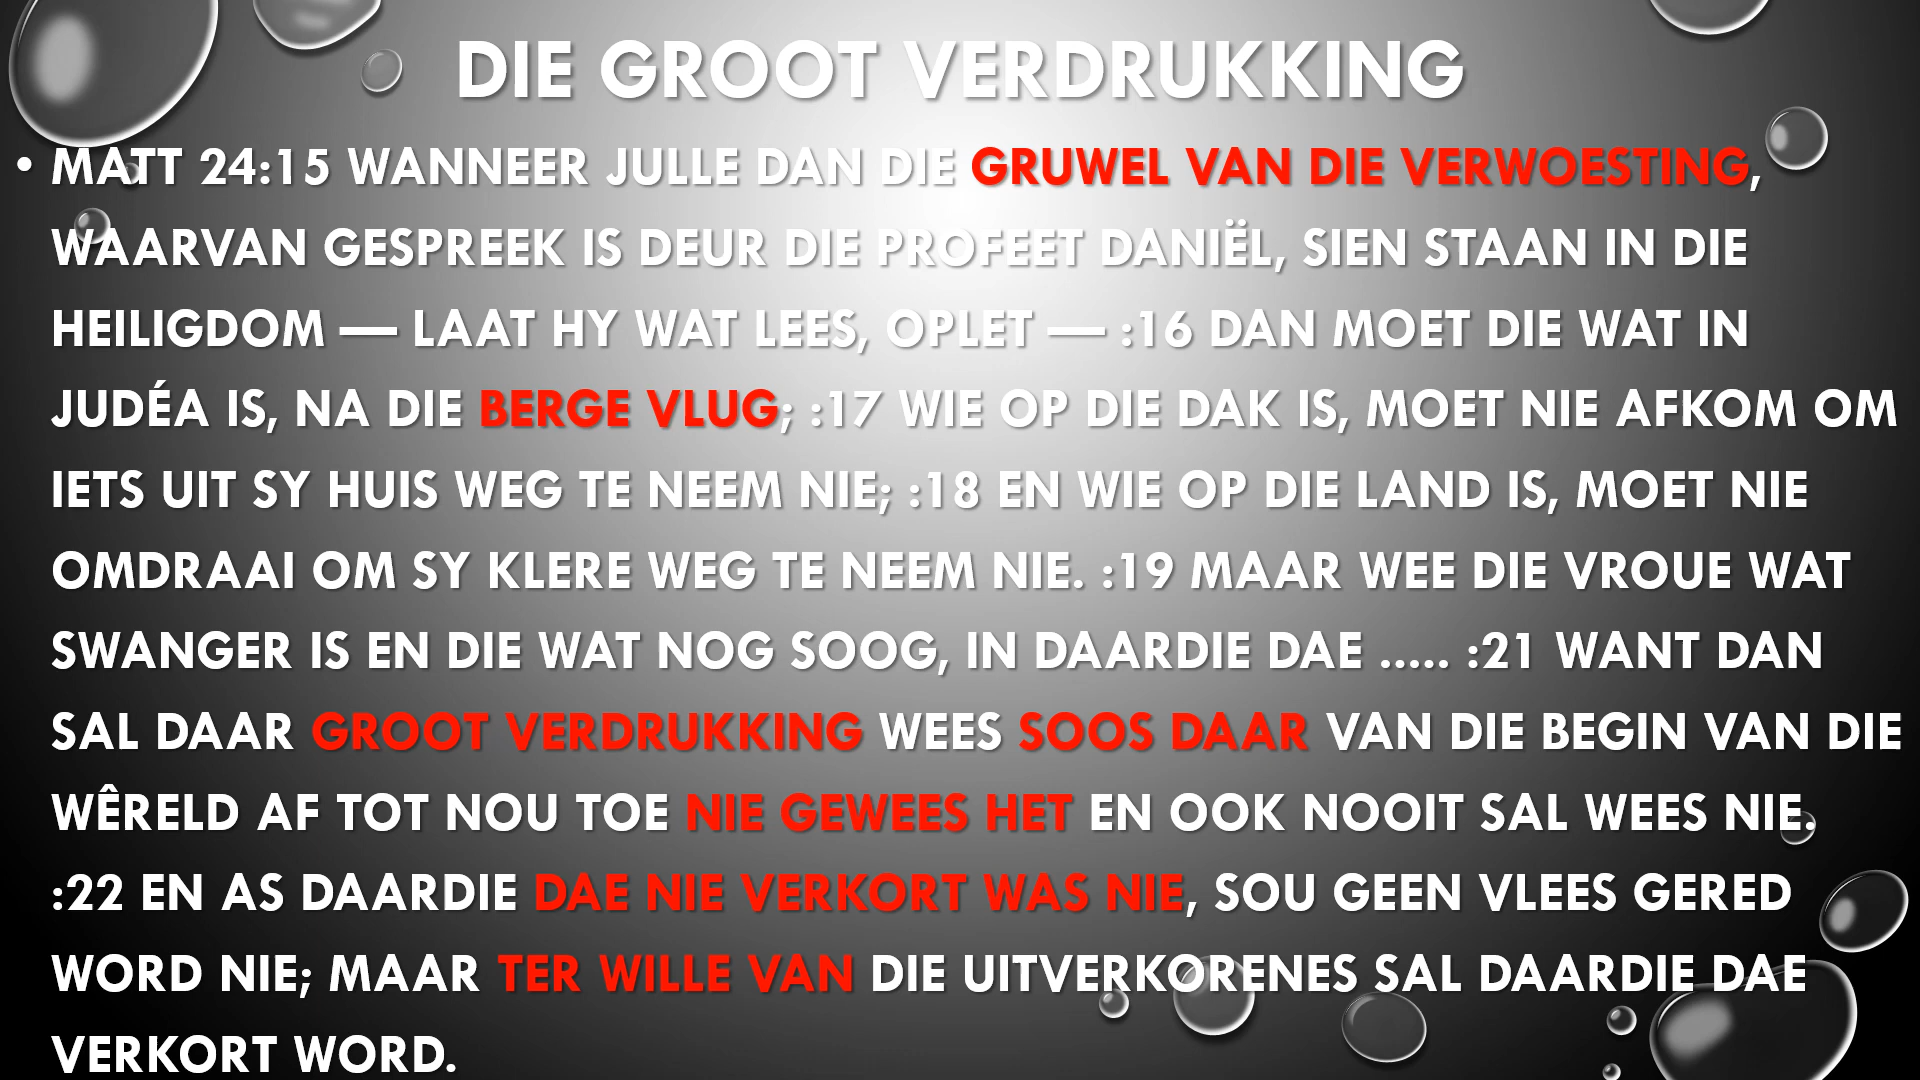 DIE GROOT VERDRUKKING
• MATT 24:15 WANNEER JULLE DAN DIE GRUWEL VAN DIE VERWOESTING,
WAARVAN GESPREEK IS DEUR DIE PROFEET DANIËL, SIEN STAAN IN DIE
HEILIGDOM — LAAT HY WAT LEES, OPLET — :16 DAN MOET DIE WAT IN
JUDÉA IS, NA DIE BERGE VLUG; :17 WIE OP DIE DAK IS, MOET NIE AFKOM OM
IETS UIT SY HUIS WEG TE NEEM NIE; :18 EN WIE OP DIE LAND IS, MOET NIE
OMDRAAI OM SY KLERE WEG TE NEEM NIE. :19 MAAR WEE DIE VROUE WAT
SWANGER IS EN DIE WAT NOG SOOG, IN DAARDIE DAE ..... :21 WANT DAN
SAL DAAR GROOT VERDRUKKING WEES SOOS DAAR VAN DIE BEGIN VAN DIE
WÊRELD AF TOT NOU TOE NIE GEWEES HET EN OOK NOOIT SAL WEES NIE.
:22 EN AS DAARDIE DAE NIE VERKORT WAS NIE, SOU GEEN VLEES GERED
WORD NIE; MAAR TER WILLE VAN DIE UITVERKORENES SAL DAARDIE DAE
VERKORT WORD.